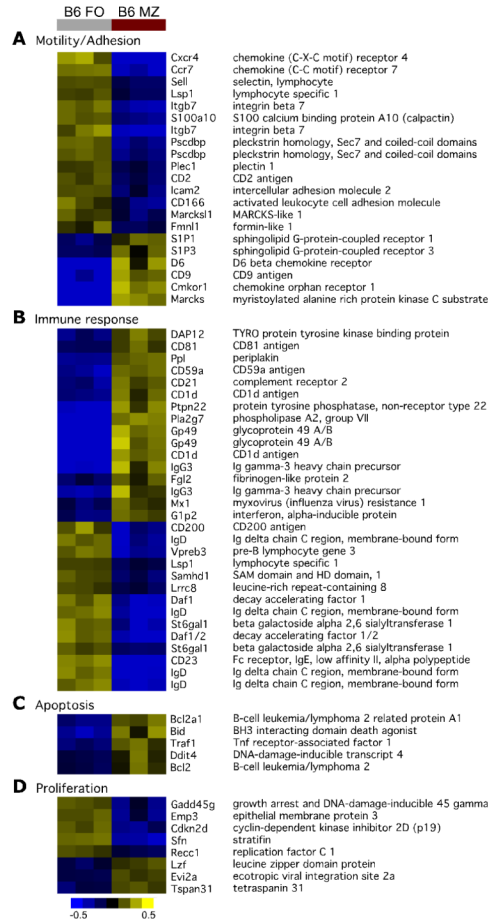 B6 FO B6 MZ
A Motility/Adhesion
Cxcr4 chemokine (C-X-C motif) receptor 4
Ccr7 chemokine (C-C motif) receptor 7
Sell selectin, lymphocyte
Lsp1 lymphocyte specific 1
Itgb7 integrin beta 7
S100a10 S100 calcium binding protein A10 (calpactin)
Itgb7 integrin beta 7
Pscdbp pleckstrin homology, Sec7 and coiled-coil domains
Pscdbp pleckstrin homology, Sec7 and coiled-coil domains
Plec1 plectin 1
CD2 CD2 antigen
Icam2 intercellular adhesion molecule 2
CD166 activated leukocyte cell adhesion molecule
Marcksl1 MARCKS-like 1
Fmnl1 formin-like 1
S1P1 sphingolipid G-protein-coupled receptor 1
S1P3 sphingolipid G-protein-coupled receptor 3
D6 D6 beta chemokine receptor
CD9 CD9 antigen
Cmkor1 chemokine orphan receptor 1
Marcks myristoylated alanine rich protein kinase C substrate
B Immune response
DAP12 TYRO protein tyrosine kinase binding protein
CD81 CD81 antigen
Ppl periplakin
CD59a CD59a antigen
CD21 complement receptor 2
CD1d CD1d antigen
Ptpn22 protein tyrosine phosphatase, non-receptor type 22
Pla2g7 phospholipase A2, group VII
Gp49 glycoprotein 49 A/B
Gp49 glycoprotein 49 A/B
CD1d CD1d antigen
IgG3 Ig gamma-3 heavy chain precursor
Fgl2 fibrinogen-like protein 2
IgG3 Ig gamma-3 heavy chain precursor
Mx1 myxovirus (influenza virus) resistance 1
G1p2 interferon, alpha-inducible protein
CD200 CD200 antigen
IgD Ig delta chain C region, membrane-bound form
Vpreb3 pre-B lymphocyte gene 3
Lsp1 lymphocyte specific 1
Samhd1 SAM domain and HD domain, 1
Lrrc8 leucine-rich repeat-containing 8
Daf1 decay accelerating factor 1
IgD Ig delta chain C region, membrane-bound form
St6gal1 beta galactoside alpha 2,6 sialyltransferase 1
Daf1/2 decay accelerating factor 1/2
St6gal1 beta galactoside alpha 2,6 sialyltransferase 1
CD23 Fc receptor, IgE, low affinity II, alpha polypeptide
IgD Ig delta chain C region, membrane-bound form
IgD Ig delta chain C region, membrane-bound form
C Apoptosis
Bcl2a1 B-cell leukemia/lymphoma 2 related protein A1
Bid BH3 interacting domain death agonist
Traf1 Tnf receptor-associated factor 1
Ddit4 DNA-damage-inducible transcript 4
Bcl2 B-cell leukemia/lymphoma 2
D Proliferation
Gadd45g growth arrest and DNA-damage-inducible 45 gamma
Emp3 epithelial membrane protein 3
Cdkn2d cyclin-dependent kinase inhibitor 2D (p19)
Sfn stratifin
Recc1 replication factor C 1
Lzf leucine zipper domain protein
Evi2a ecotropic viral integration site 2a
Tspan31 tetraspanin 31
-0.5 0.5